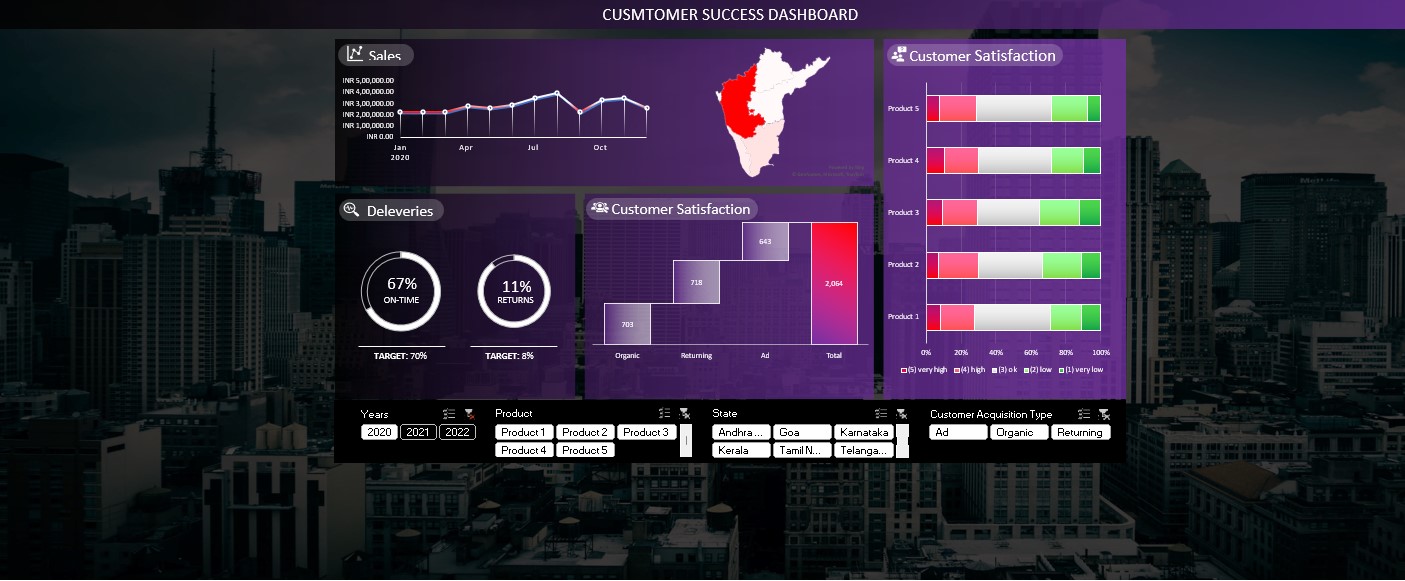 CUSMTOMER SUCCESS DASHBOARD
Sales
INR 5,00,000.00
INR 4,00,000.00
INR 3,00,000.00
INR 2,00,000.00
INR 1,00,000.00
INR 0.00
Jan Apr Jul Oct
2020
Deleveries
67%
ON-TIME
TARGET: 70%
11%
RETURNS
TARGET: 8%
Customer Satisfaction
703
718
643
2,064
Organic Returning Ad Total
Customer Satisfaction
Product 5
Product 4
Product 3
Product 2
Product 1
0% 20% 40% 60% 80% 100%
(5) very high (4) high (3) ok (2) low (1) very low
Years
2020 2021 2022
Product
Product 1 Product 2 Product 3
Product 4 Product 5
State
Andhra ... Goa Karnataka
Kerala Tamil N... Telanga...
Customer Acquisition Type
Ad Organic Returning